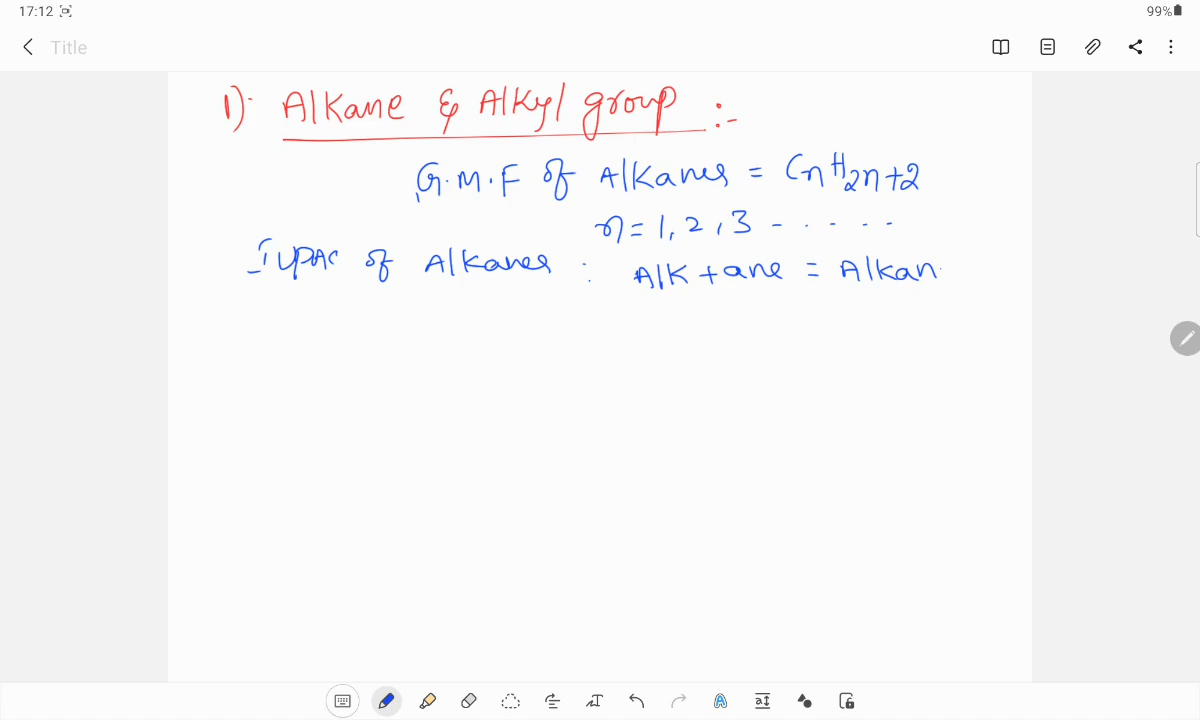 17:12 99%
Title
1) Alkane & Alkyl group :-
G.M.F of Alkanes = CnH2n+2
n = 1, 2, 3 - . . - . .
IUPAC of Alkanes : Alk + ane = Alkan